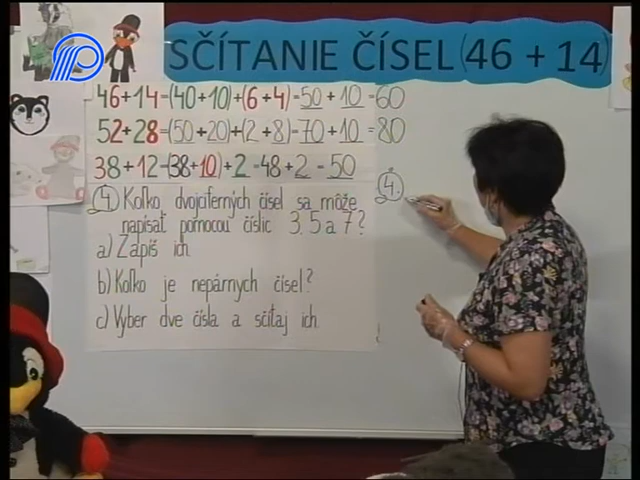 SČÍTANIE ČÍSEL (46 + 14)
46+14=(40+10)+(6+4)=50+10=60
52+28=(50+20)+(2+8)=70+10=80
38+12=(38+10)+2=48+2=50
4. Koľko dvojciferných čísel sa môže
napísať pomocou číslic 3, 5 a 7?
a) Zapíš ich.
b) Koľko je nepárnych čísel?
c) Vyber dve čísla a sčítaj ich.
4.